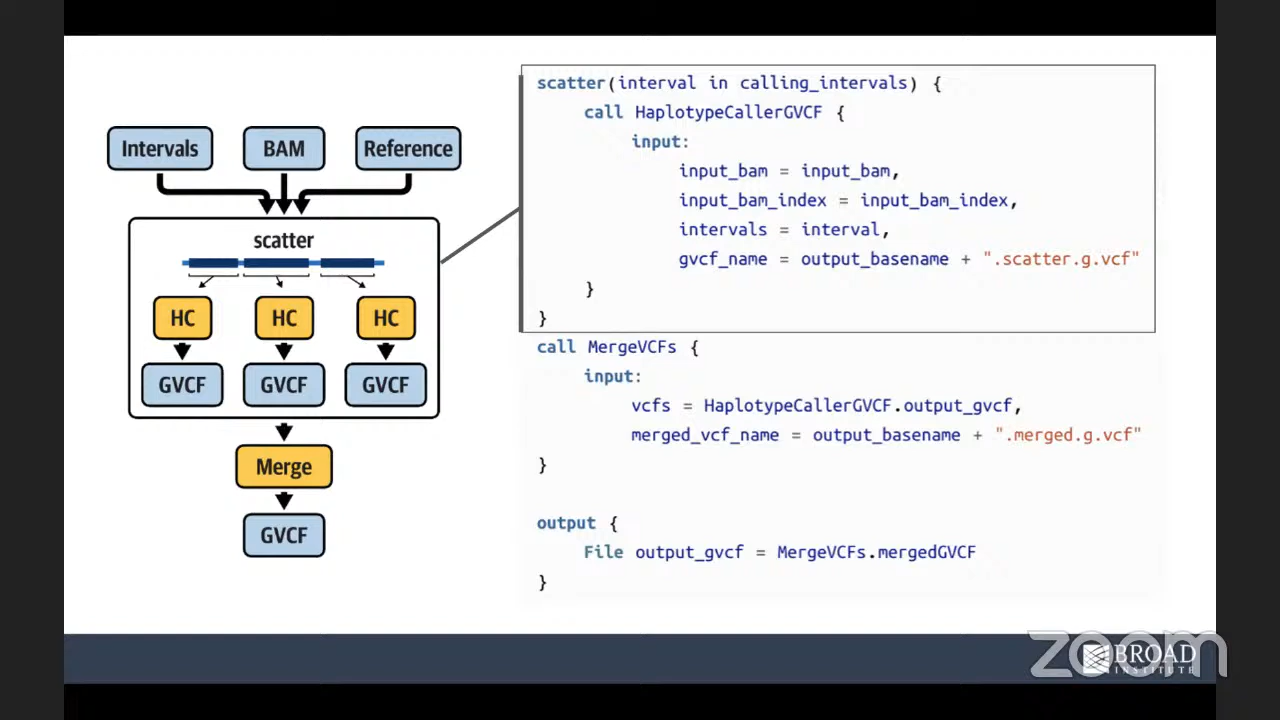 Intervals
BAM
Reference
scatter
HC
HC
HC
GVCF
GVCF
GVCF
Merge
GVCF
scatter(interval in calling_intervals) {
call HaplotypeCallerGVCF {
input:
input_bam = input_bam,
input_bam_index = input_bam_index,
intervals = interval,
gvcf_name = output_basename + ".scatter.g.vcf"
}
}
call MergeVCFs {
input:
vcfs = HaplotypeCallerGVCF.output_gvcf,
merged_vcf_name = output_basename + ".merged.g.vcf"
}
output {
File output_gvcf = MergeVCFs.mergedGVCF
}
zoom
BROAD
INSTITUTE